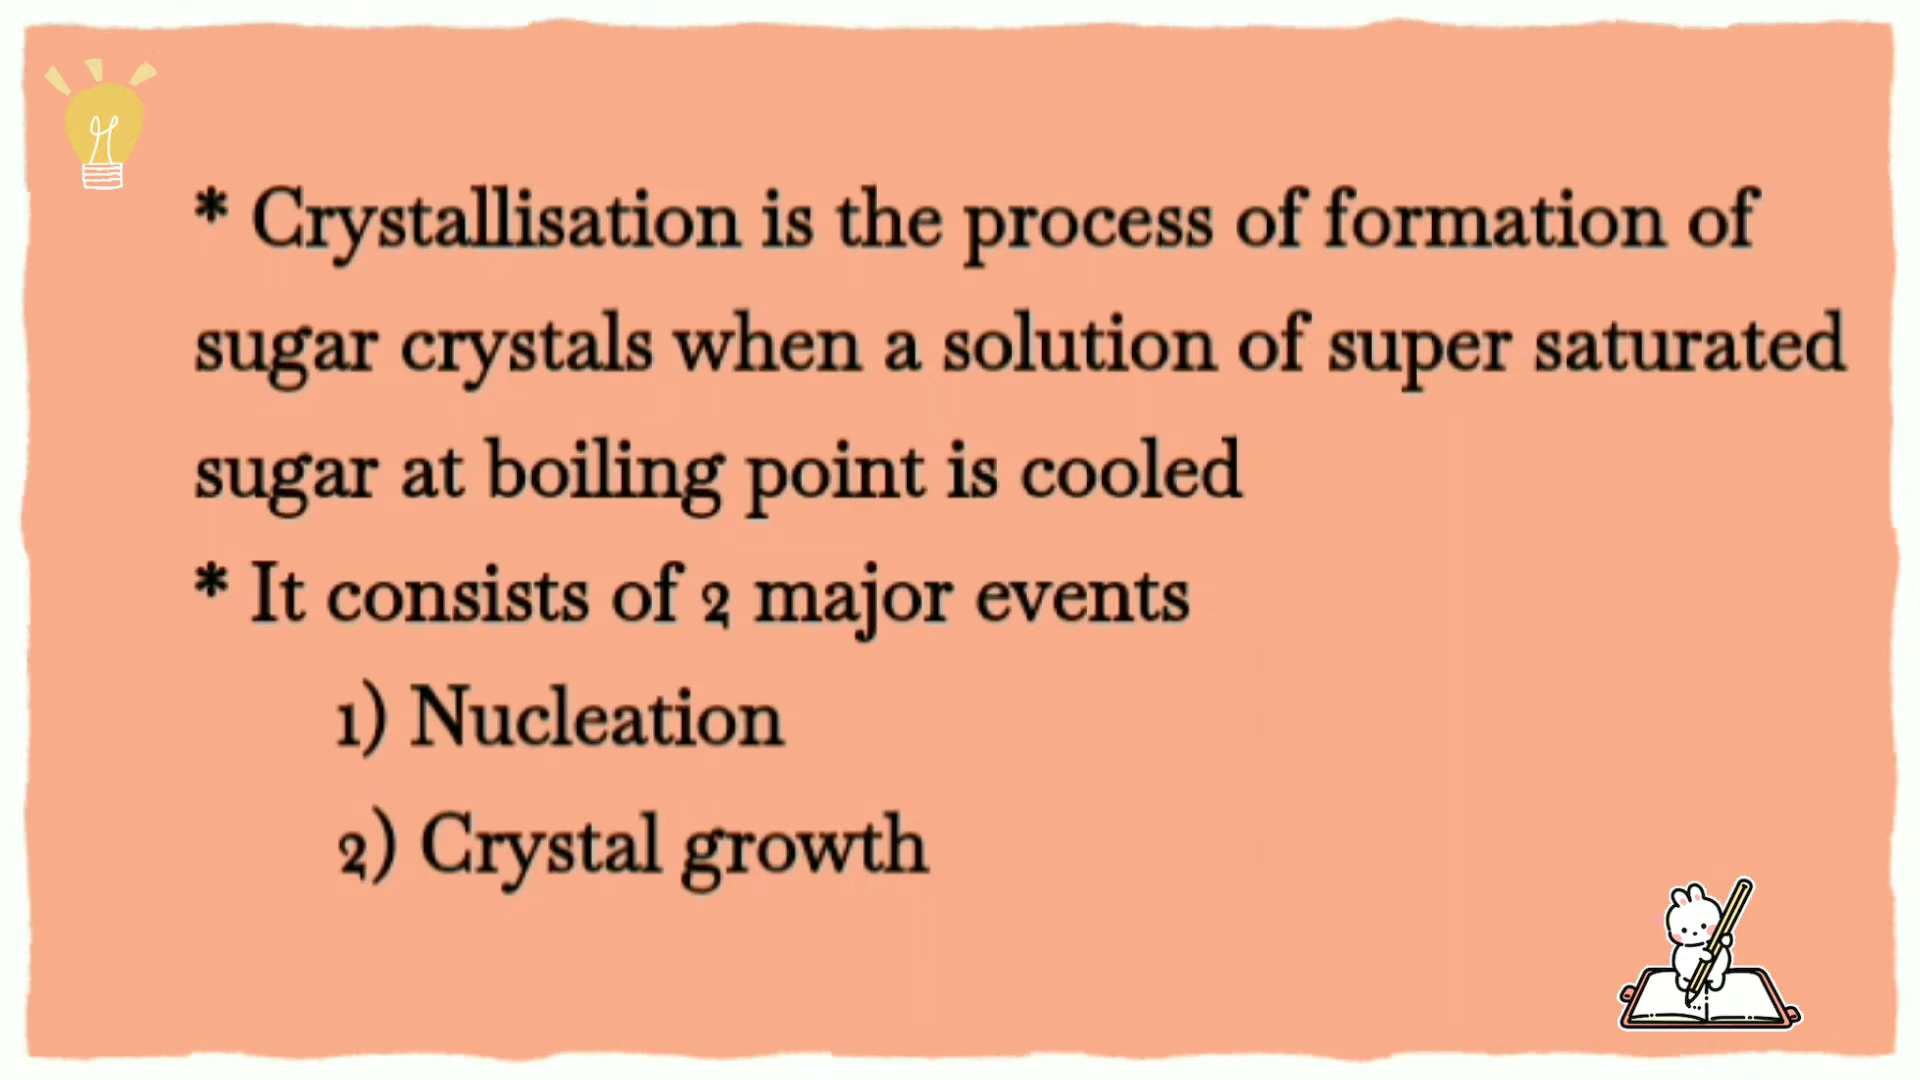 * Crystallisation is the process of formation of
sugar crystals when a solution of super saturated
sugar at boiling point is cooled
* It consists of 2 major events
1) Nucleation
2) Crystal growth